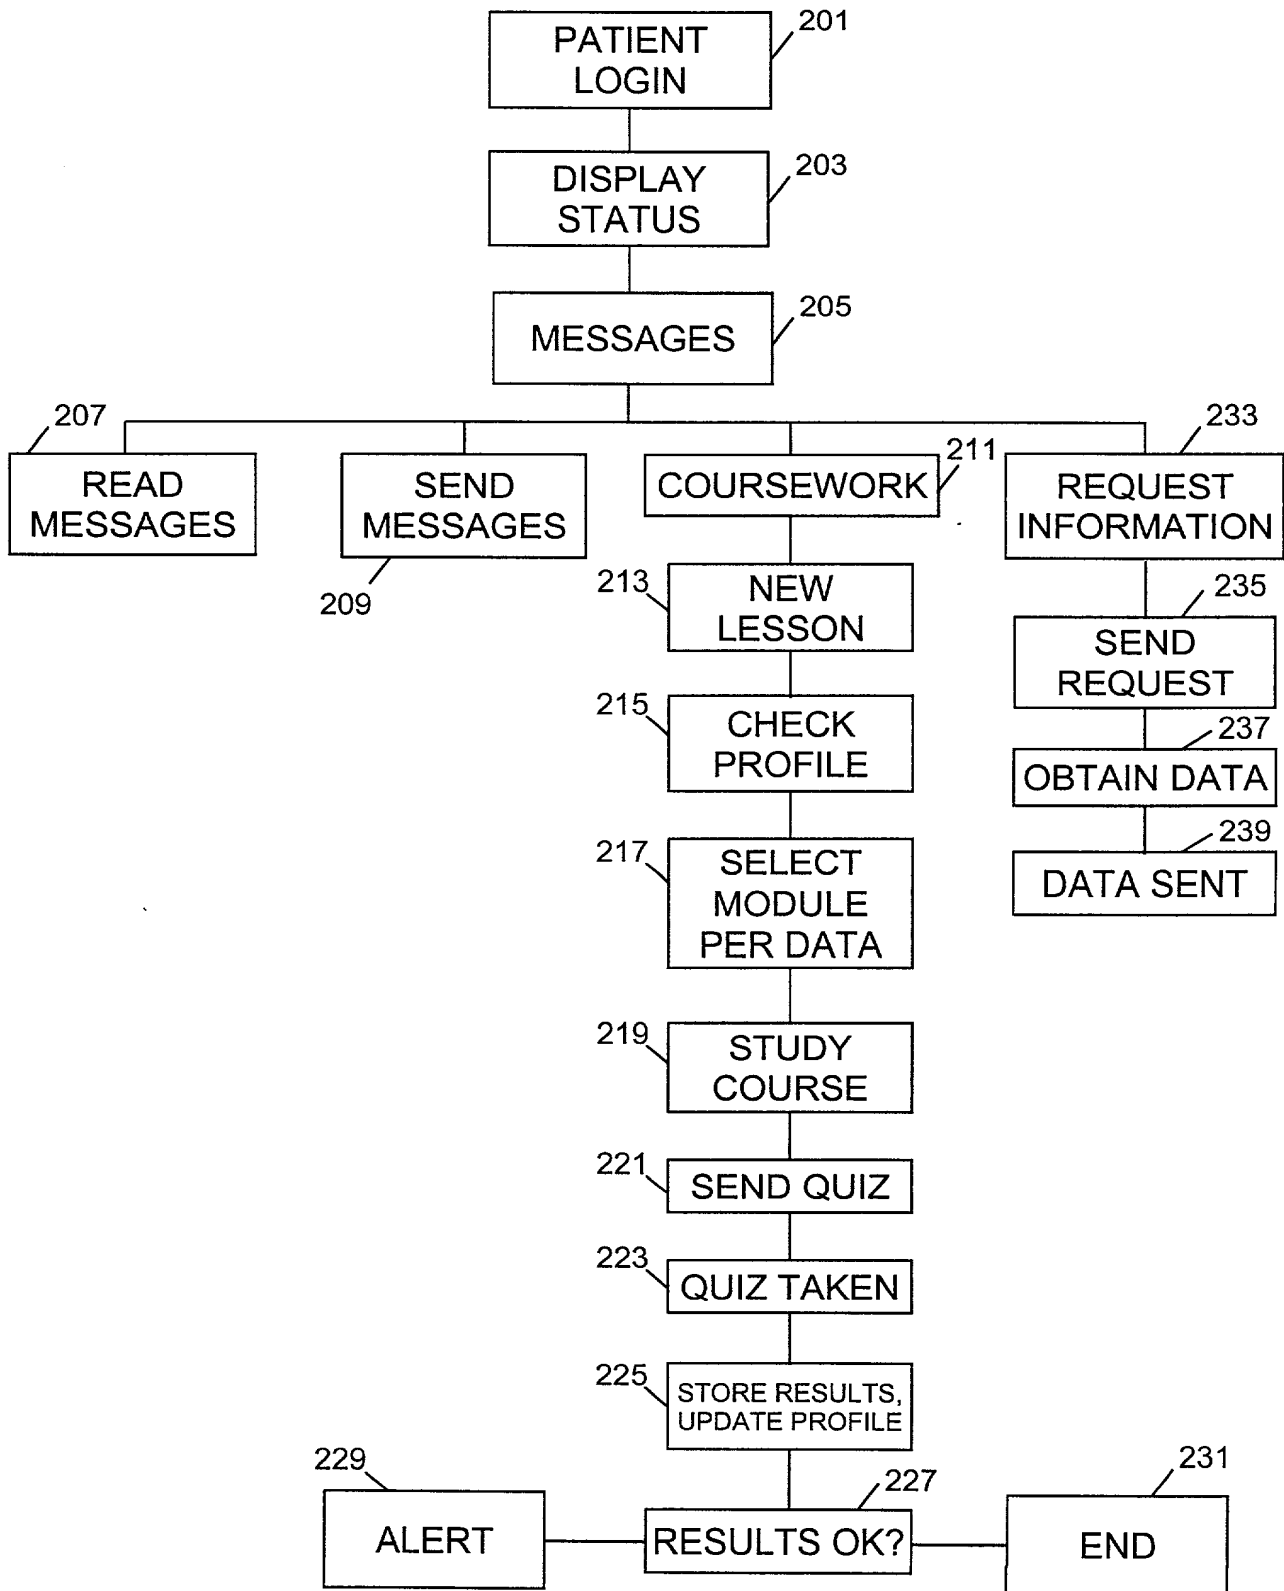 201
PATIENT
LOGIN
203
DISPLAY
STATUS
205
MESSAGES
207
READ
MESSAGES
SEND
MESSAGES
209
211
COURSEWORK
233
REQUEST
INFORMATION
213
NEW
LESSON
235
SEND
REQUEST
215
CHECK
PROFILE
237
OBTAIN DATA
239
DATA SENT
217
SELECT
MODULE
PER DATA
219
STUDY
COURSE
221
SEND QUIZ
223
QUIZ TAKEN
225
STORE RESULTS,
UPDATE PROFILE
229
ALERT
227
RESULTS OK?
231
END